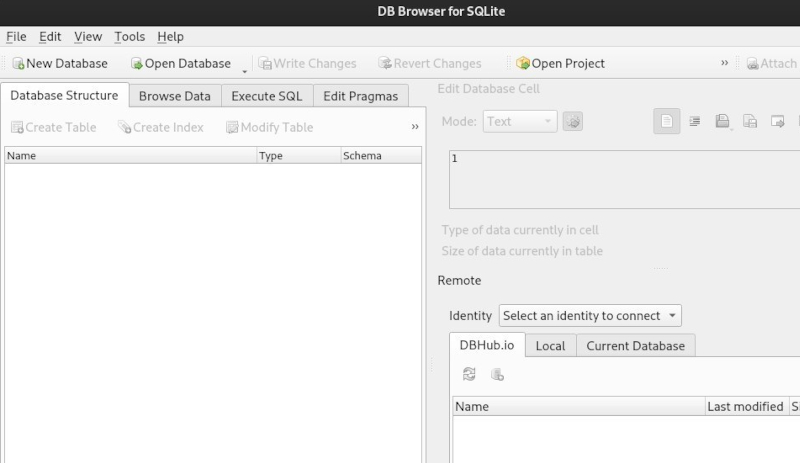 DB Browser for SQLite
File Edit View Tools Help
New Database Open Database Write Changes Revert Changes Open Project » Attach
Database Structure Browse Data Execute SQL Edit Pragmas
Create Table Create Index Modify Table »
Name Type Schema
Edit Database Cell
Mode: Text
1
Type of data currently in cell
Size of data currently in table
Remote
Identity Select an identity to connect
DBHub.io Local Current Database
Name Last modified Si